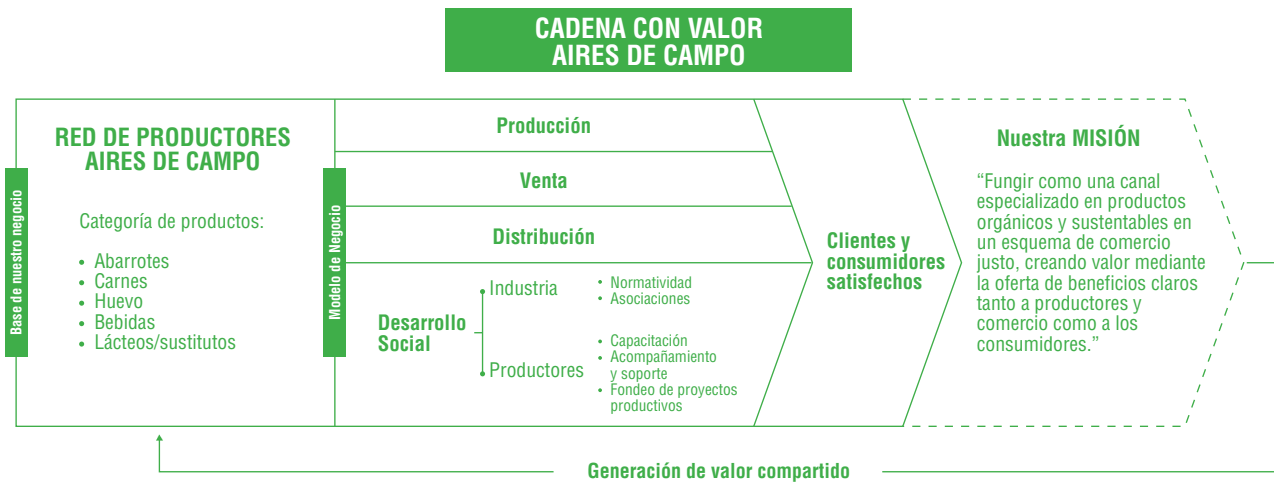 CADENA CON VALOR
AIRES DE CAMPO
Base de nuestro negocio
RED DE PRODUCTORES
AIRES DE CAMPO
Categoría de productos:
• Abarrotes
• Carnes
• Huevo
• Bebidas
• Lácteos/sustitutos
Modelo de Negocio
Producción
Venta
Distribución
Desarrollo
Social
• Industria
• Normatividad
• Asociaciones
• Productores
• Capacitación
• Acompañamiento
y soporte
• Fondeo de proyectos
productivos
Clientes y
consumidores
satisfechos
Nuestra MISIÓN
“Fungir como una canal
especializado en productos
orgánicos y sustentables en
un esquema de comercio
justo, creando valor mediante
la oferta de beneficios claros
tanto a productores y
comercio como a los
consumidores.”
Generación de valor compartido